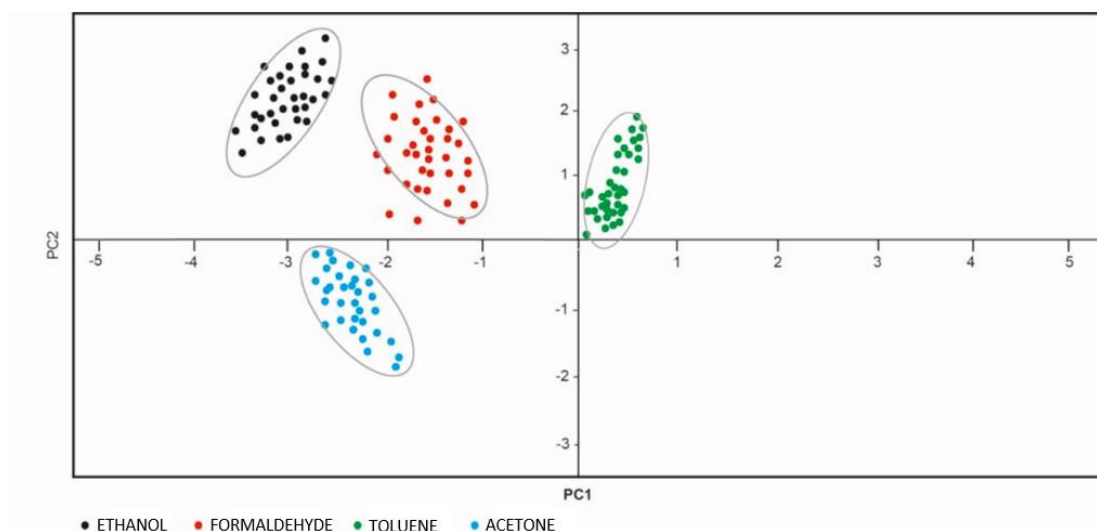 3
2
1
PC2
-5 -4 -3 -2 -1 1 2 3 4 5
-1
-2
-3
PC1
ETHANOL FORMALDEHYDE TOLUENE ACETONE